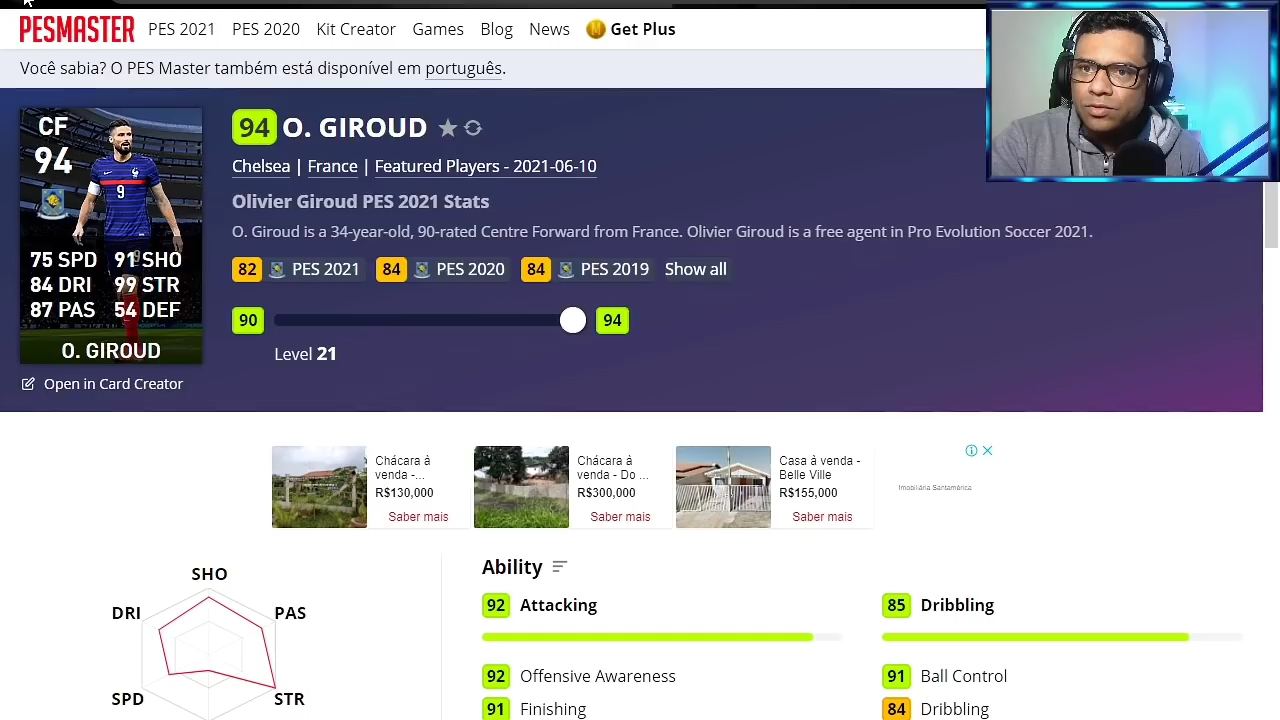 PESMASTER PES 2021 PES 2020 Kit Creator Games Blog News Get Plus
Você sabia? O PES Master também está disponível em português.
CF
94
75 SPD 91 SHO
84 DRI 99 STR
87 PAS 54 DEF
O. GIROUD
Open in Card Creator
94 O. GIROUD
Chelsea | France | Featured Players - 2021-06-10
Olivier Giroud PES 2021 Stats
O. Giroud is a 34-year-old, 90-rated Centre Forward from France. Olivier Giroud is a free agent in Pro Evolution Soccer 2021.
82 PES 2021 84 PES 2020 84 PES 2019 Show all
90 94
Level 21
Chácara à
venda -...
R$130,000
Saber mais
Chácara à
venda - Do ...
R$300,000
Saber mais
Casa à venda -
Belle Ville
R$155,000
Saber mais
Imobiliária Santamérica
SHO
DRI PAS
SPD STR
Ability
92 Attacking
92 Offensive Awareness
91 Finishing
85 Dribbling
91 Ball Control
84 Dribbling